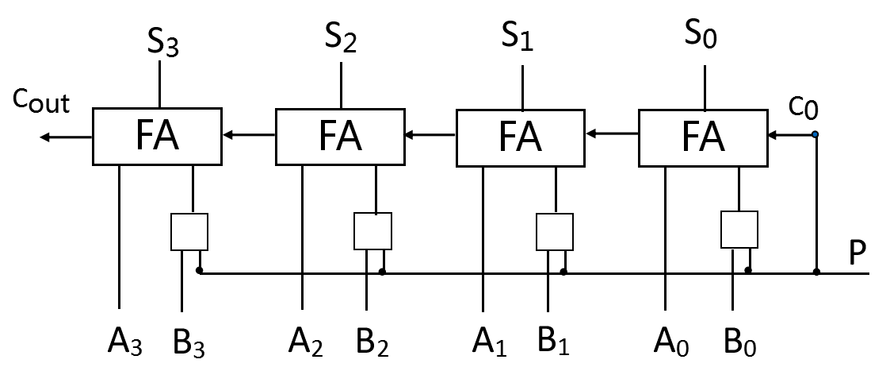 S3 S2 S1 S0
Cout FA FA FA FA C0
P
A3 B3 A2 B2 A1 B1 A0 B0